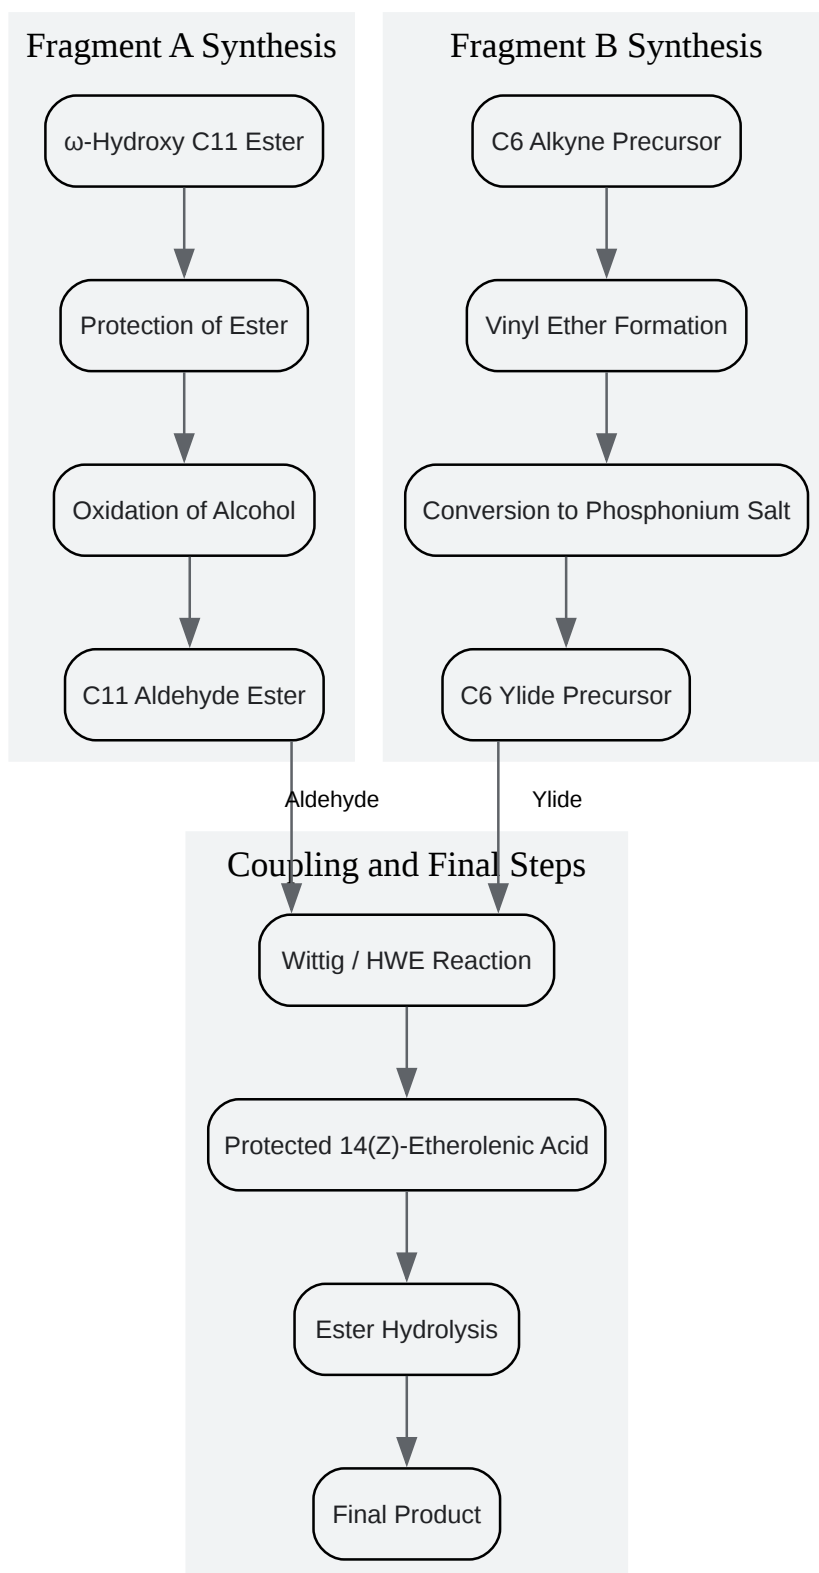 Fragment A Synthesis
ω-Hydroxy C11 Ester
Protection of Ester
Oxidation of Alcohol
C11 Aldehyde Ester
Fragment B Synthesis
C6 Alkyne Precursor
Vinyl Ether Formation
Conversion to Phosphonium Salt
C6 Ylide Precursor
Aldehyde
Ylide
Coupling and Final Steps
Wittig / HWE Reaction
Protected 14(Z)-Etherolenic Acid
Ester Hydrolysis
Final Product